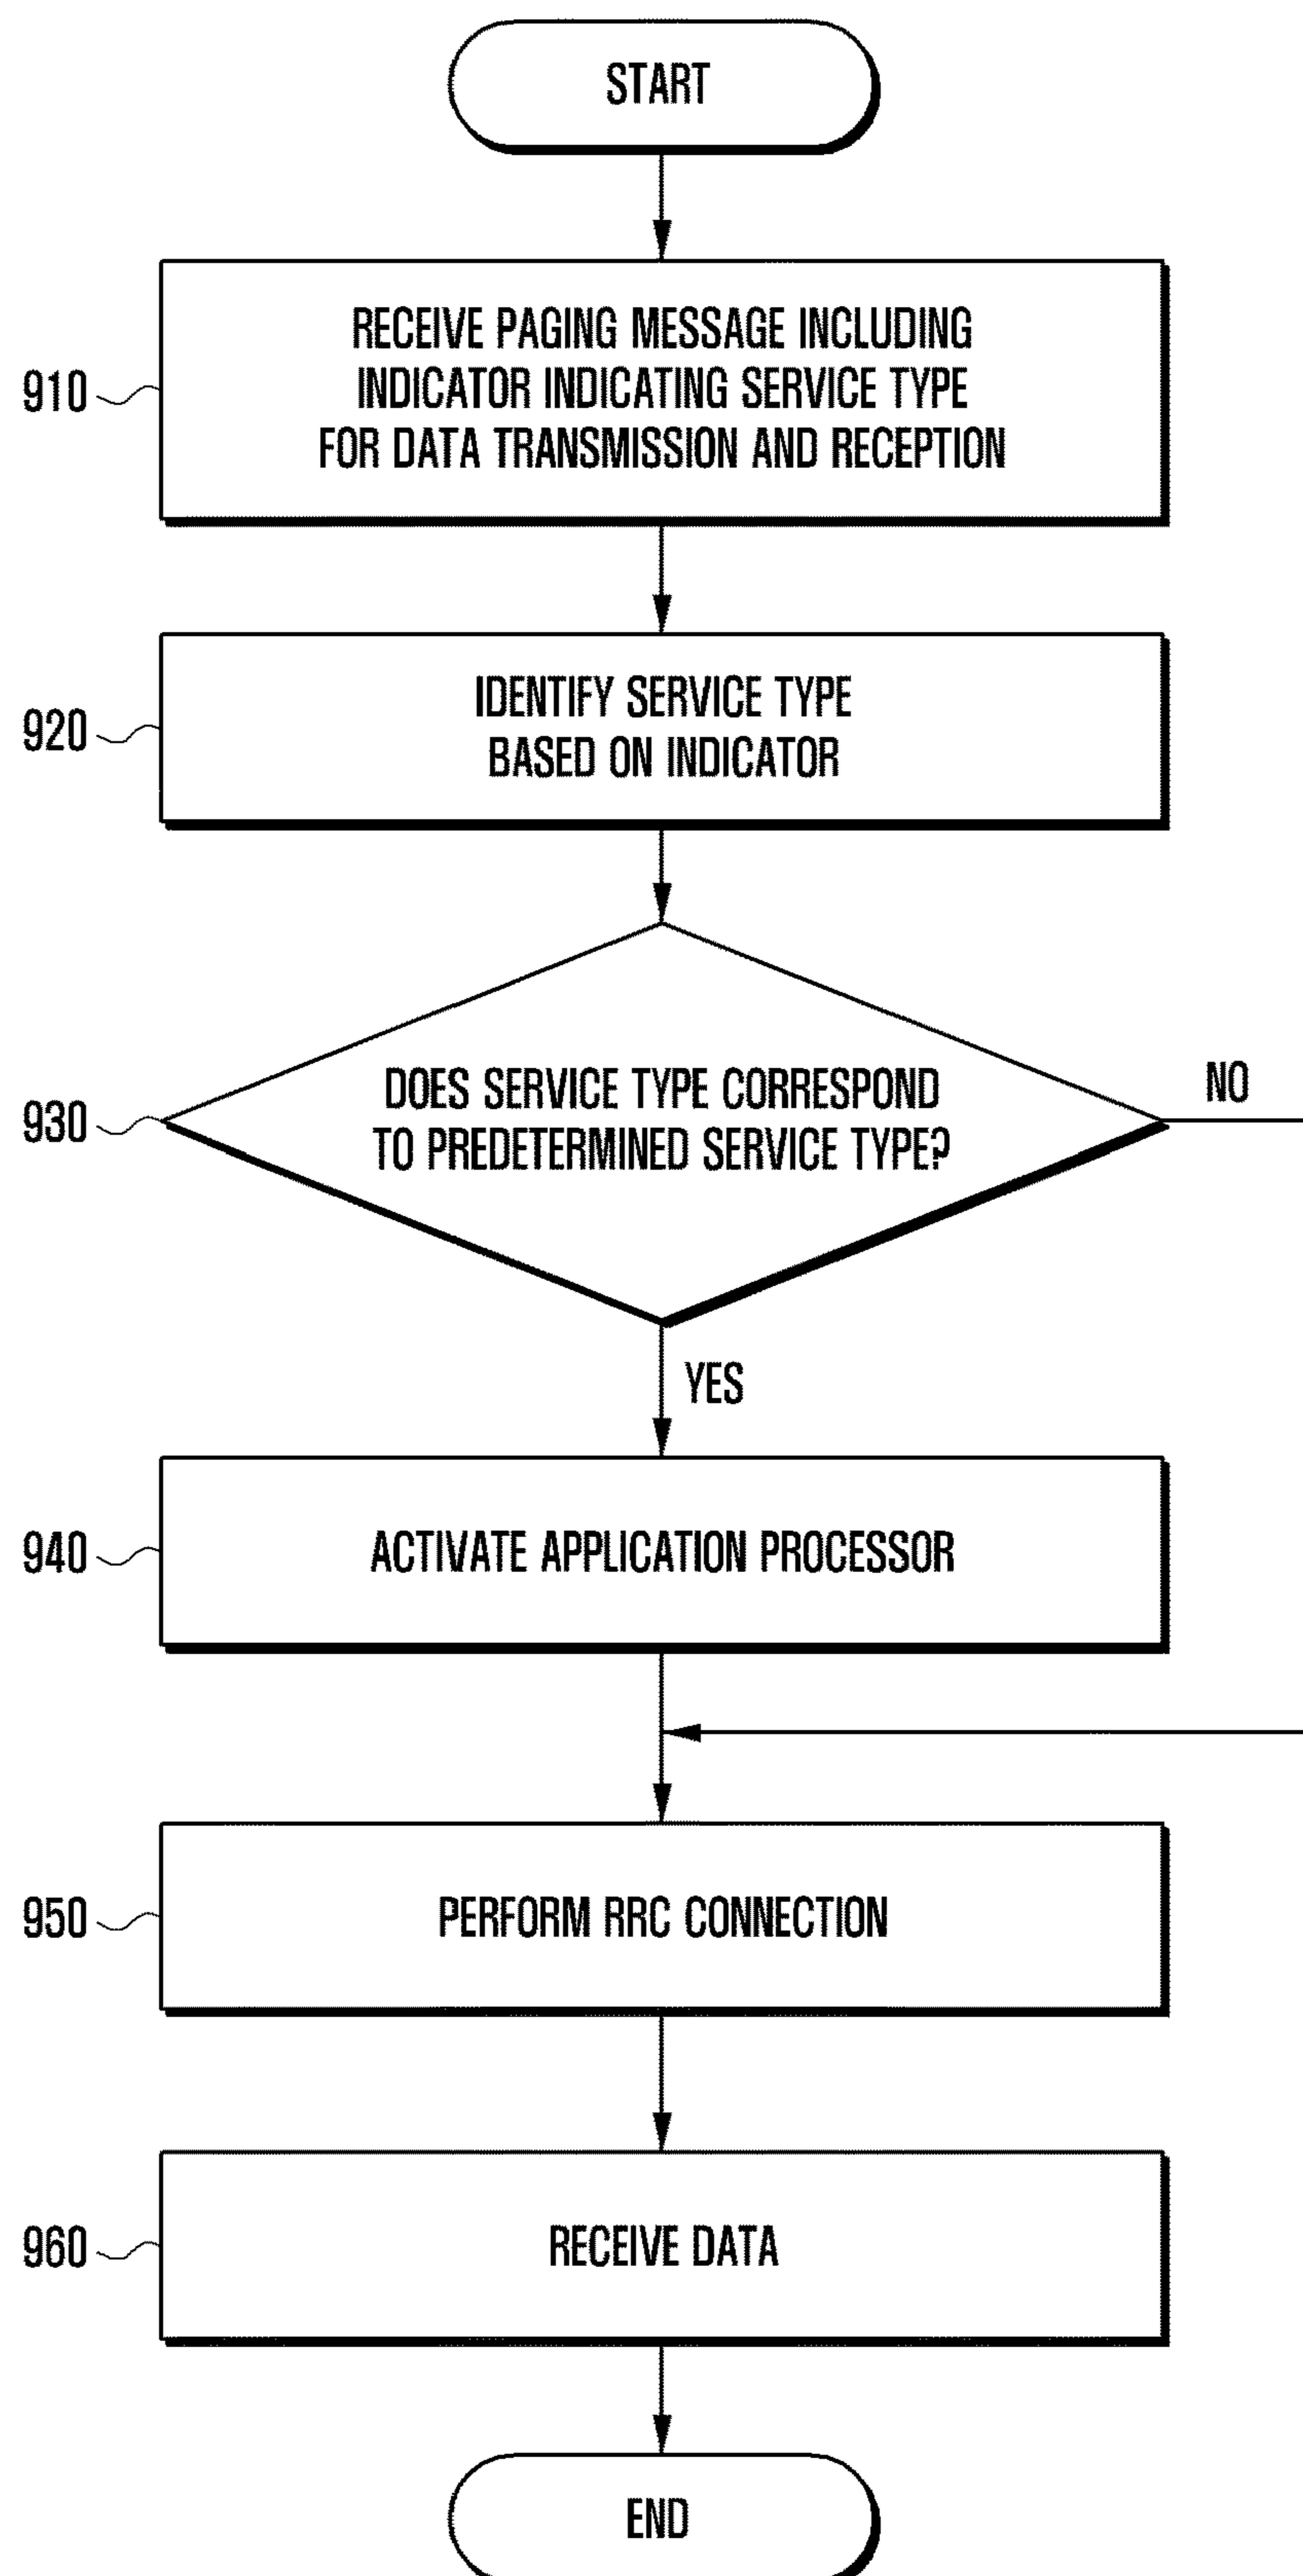 START
RECEIVE PAGING MESSAGE INCLUDING
INDICATOR INDICATING SERVICE TYPE
FOR DATA TRANSMISSION AND RECEPTION
910
IDENTIFY SERVICE TYPE
BASED ON INDICATOR
920
DOES SERVICE TYPE CORRESPOND
TO PREDETERMINED SERVICE TYPE?
930
NO
YES
ACTIVATE APPLICATION PROCESSOR
940
PERFORM RRC CONNECTION
950
RECEIVE DATA
960
END